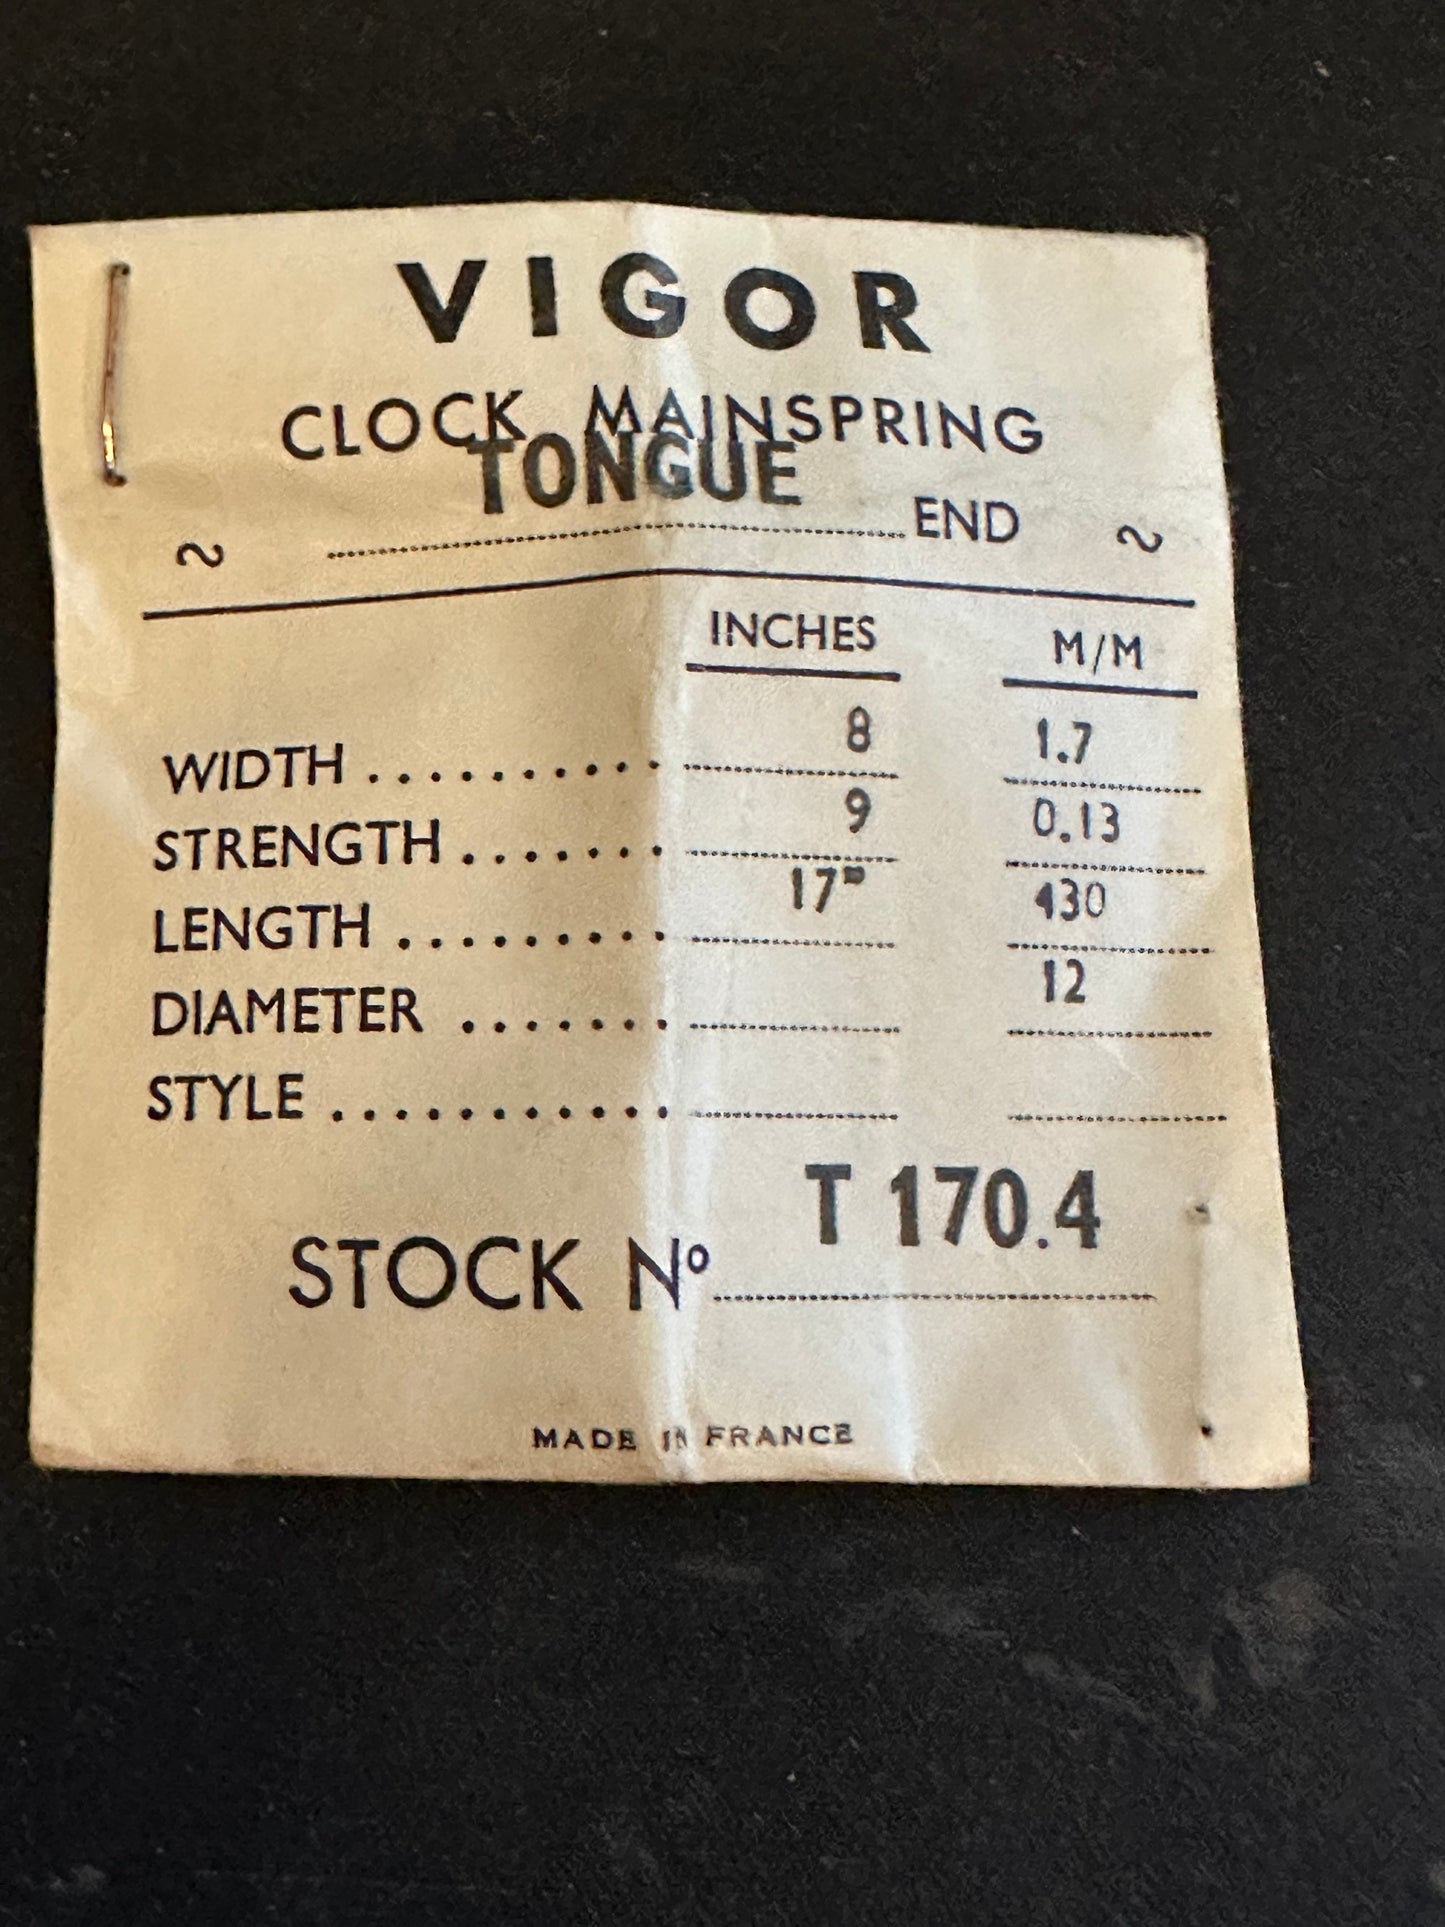 VIGOR
CLOCK MAINSPRING
TONGUE END
INCHES M/M
WIDTH .......... 8 1.7
STRENGTH ....... 9 0.13
LENGTH .......... 17" 430
DIAMETER ....... 12
STYLE ............
STOCK Nº T 170.4
MADE IN FRANCE